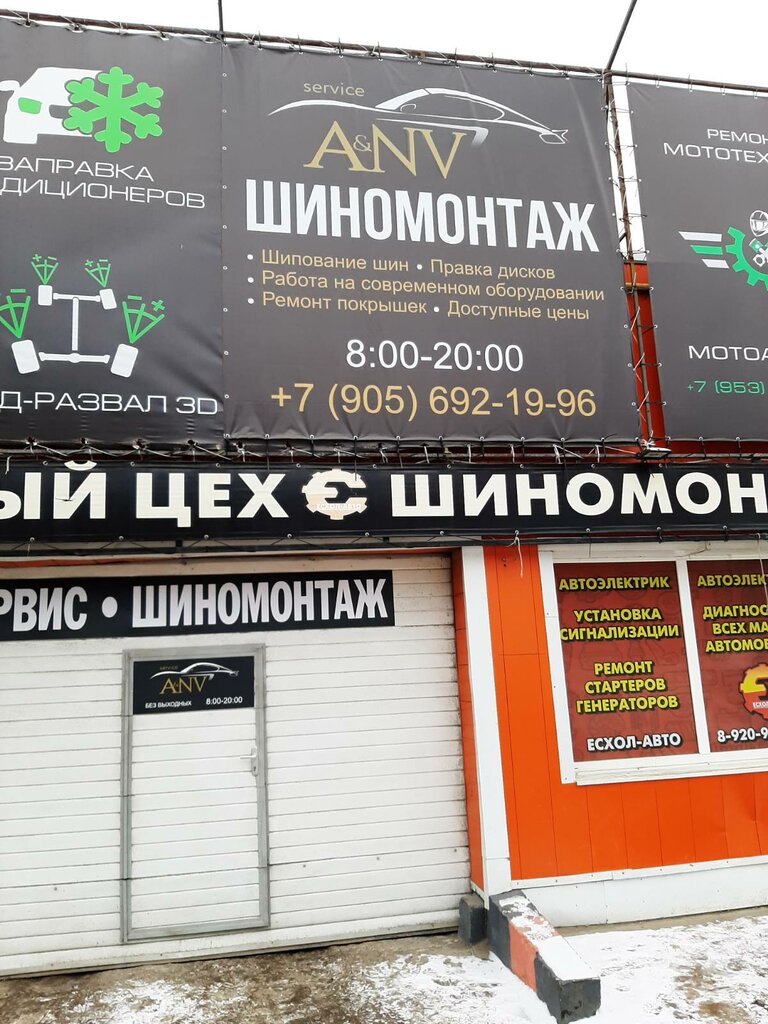 ЗАПРАВКА
service
A&NV
ШИНОМОНТАЖ
• Шипование шин • Правка дисков
• Работа на современном оборудовании
• Ремонт покрышек • Доступные цены
8:00-20:00
+7 (905) 692-19-96
Д-РАЗВАЛ 3D
ДИЦИОНЕРОВ
РЕМОН
МОТОТЕХ
МОТОА
+7 (953)
ЫЙ ЦЕХ ШИНОМОН
РВИС • ШИНОМОНТАЖ
service
A&NV
БЕЗ ВЫХОДНЫХ 8:00-20:00
АВТОЭЛЕКТРИК
УСТАНОВКА
СИГНАЛИЗАЦИИ
РЕМОНТ
СТАРТЕРОВ
ГЕНЕРАТОРОВ
ЕСХОЛ-АВТО
АВТОЭЛЕК
ДИАГНОС
ВСЕХ МА
АВТОМОБ
ЕСХОЛ
8-920-9